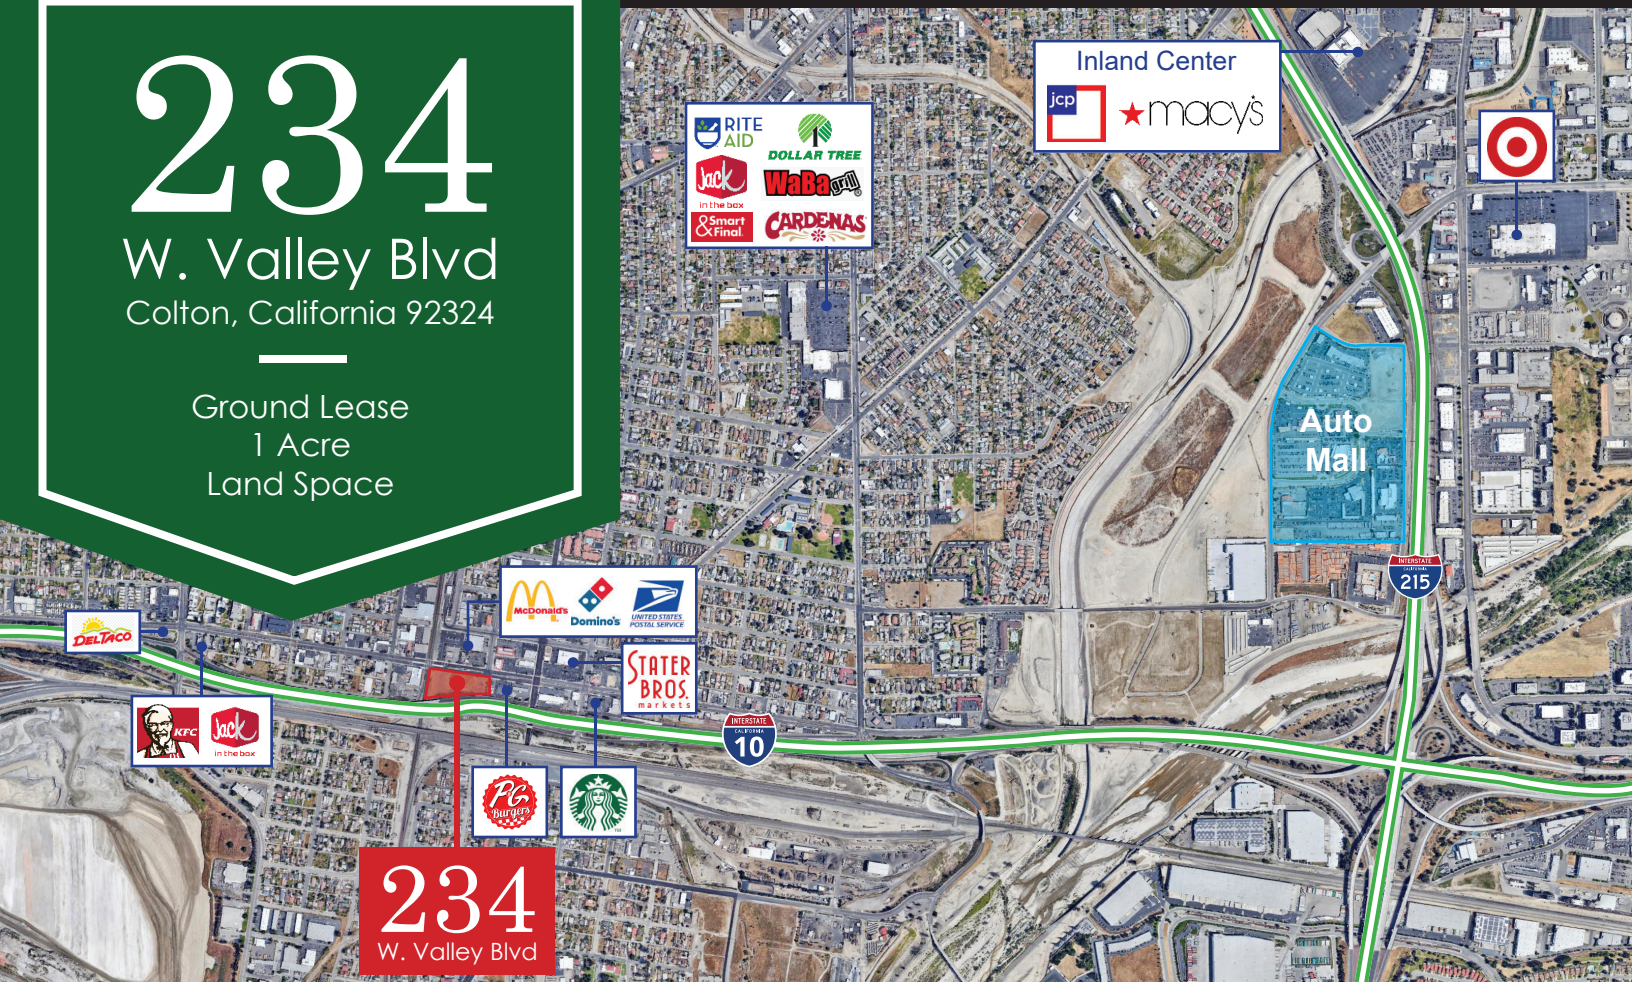 234
W. Valley Blvd
Colton, California 92324
Ground Lease
1 Acre
Land Space
Inland Center
jcp
macy's
RITE
AID
DOLLAR TREE
Jack
in the box
WaBa grill
Smart
&Final.
CARDENAS
Auto
Mall
INTERSTATE
CALIFORNIA
215
McDonald's
Domino's
UNITED STATES
POSTAL SERVICE
DEL TACO
STATER
BROS.
markets
KFC
Jack
in the box
INTERSTATE
CALIFORNIA
10
P&G
Burgers
234
W. Valley Blvd